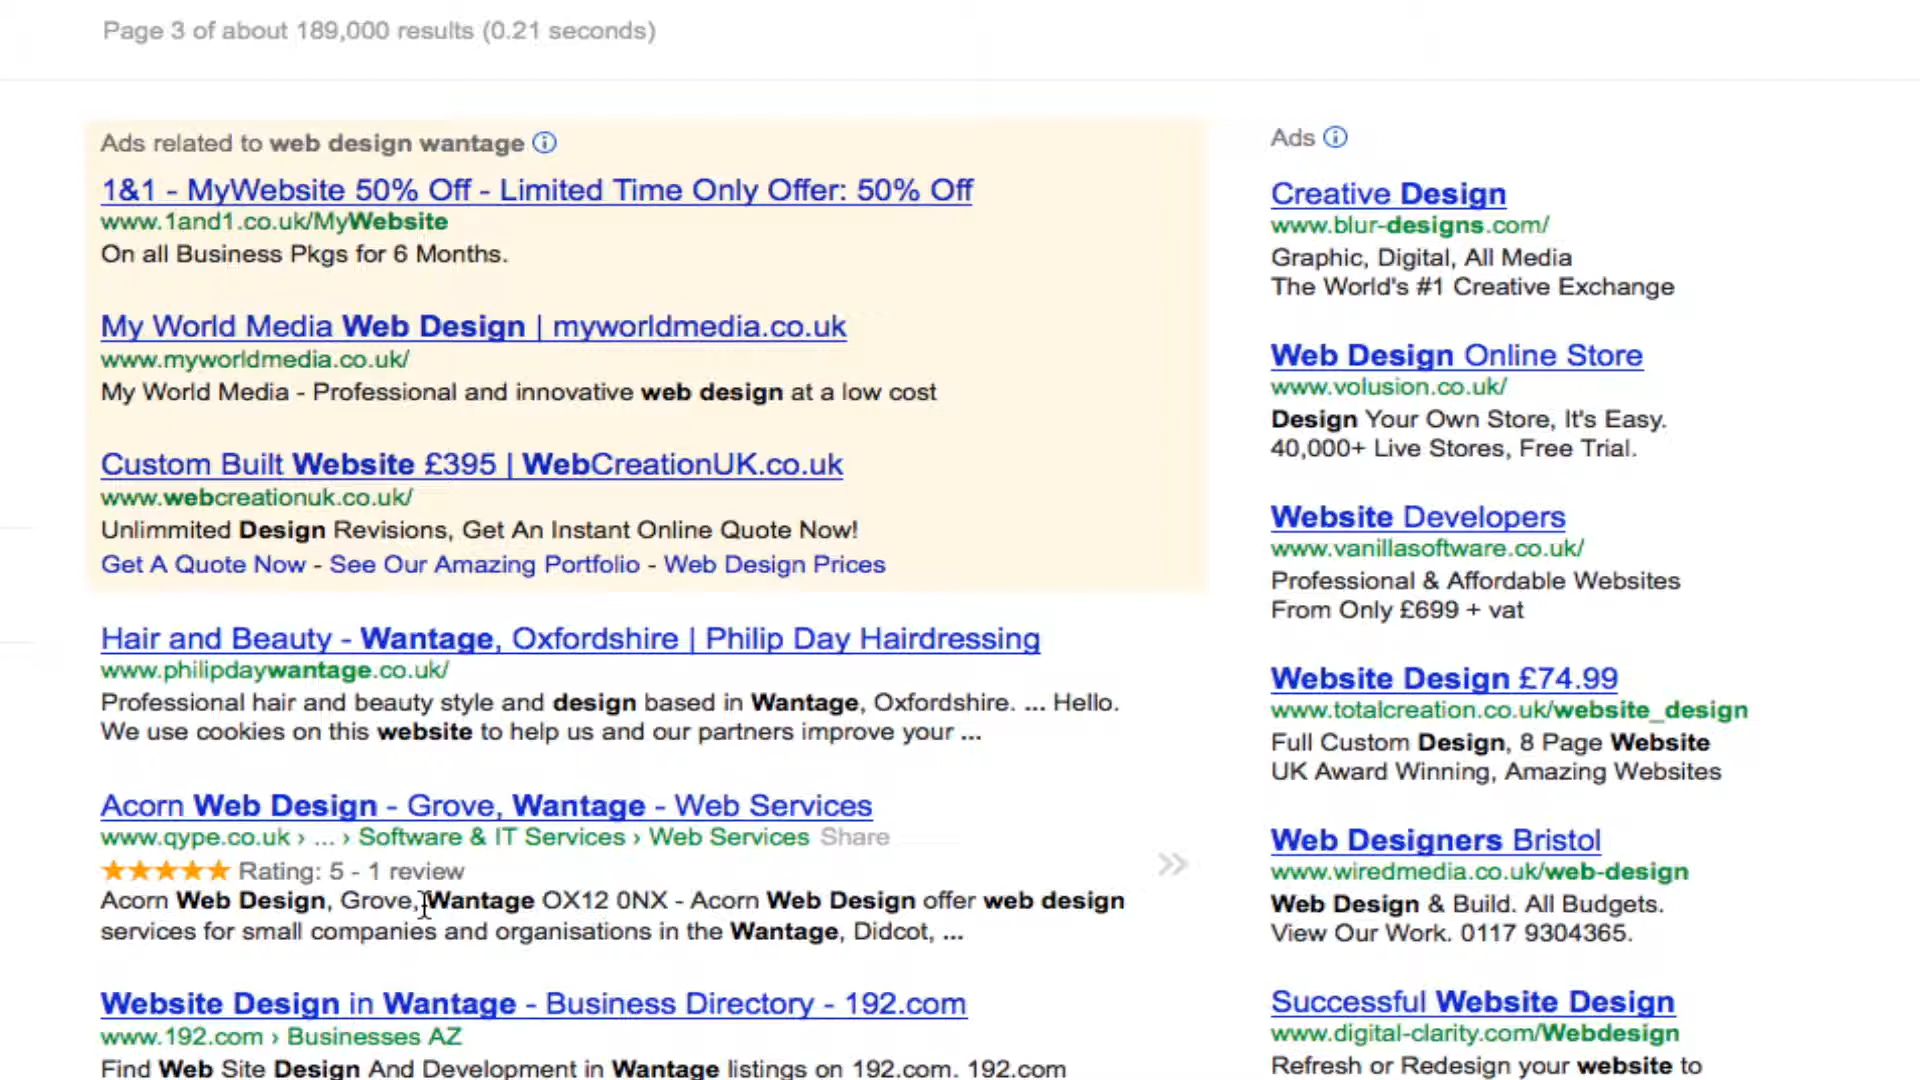 Page 3 of about 189,000 results (0.21 seconds)
Ads related to web design wantage
1&1 - MyWebsite 50% Off - Limited Time Only Offer: 50% Off
www.1and1.co.uk/MyWebsite
On all Business Pkgs for 6 Months.
My World Media Web Design | myworldmedia.co.uk
www.myworldmedia.co.uk/
My World Media - Professional and innovative web design at a low cost
Custom Built Website £395 | WebCreationUK.co.uk
www.webcreationuk.co.uk/
Unlimmited Design Revisions, Get An Instant Online Quote Now!
Get A Quote Now - See Our Amazing Portfolio - Web Design Prices
Hair and Beauty - Wantage, Oxfordshire | Philip Day Hairdressing
www.philipdaywantage.co.uk/
Professional hair and beauty style and design based in Wantage, Oxfordshire. ... Hello.
We use cookies on this website to help us and our partners improve your ...
Acorn Web Design - Grove, Wantage - Web Services
www.qype.co.uk › ... › Software & IT Services › Web Services Share
Rating: 5 - 1 review
Acorn Web Design, Grove, Wantage OX12 0NX - Acorn Web Design offer web design
services for small companies and organisations in the Wantage, Didcot, ...
Website Design in Wantage - Business Directory - 192.com
www.192.com › Businesses AZ
Find Web Site Design And Development in Wantage listings on 192.com. 192.com
Ads
Creative Design
www.blur-designs.com/
Graphic, Digital, All Media
The World's #1 Creative Exchange
Web Design Online Store
www.volusion.co.uk/
Design Your Own Store, It's Easy.
40,000+ Live Stores, Free Trial.
Website Developers
www.vanillasoftware.co.uk/
Professional & Affordable Websites
From Only £699 + vat
Website Design £74.99
www.totalcreation.co.uk/website_design
Full Custom Design, 8 Page Website
UK Award Winning, Amazing Websites
Web Designers Bristol
www.wiredmedia.co.uk/web-design
Web Design & Build. All Budgets.
View Our Work. 0117 9304365.
Successful Website Design
www.digital-clarity.com/Webdesign
Refresh or Redesign your website to